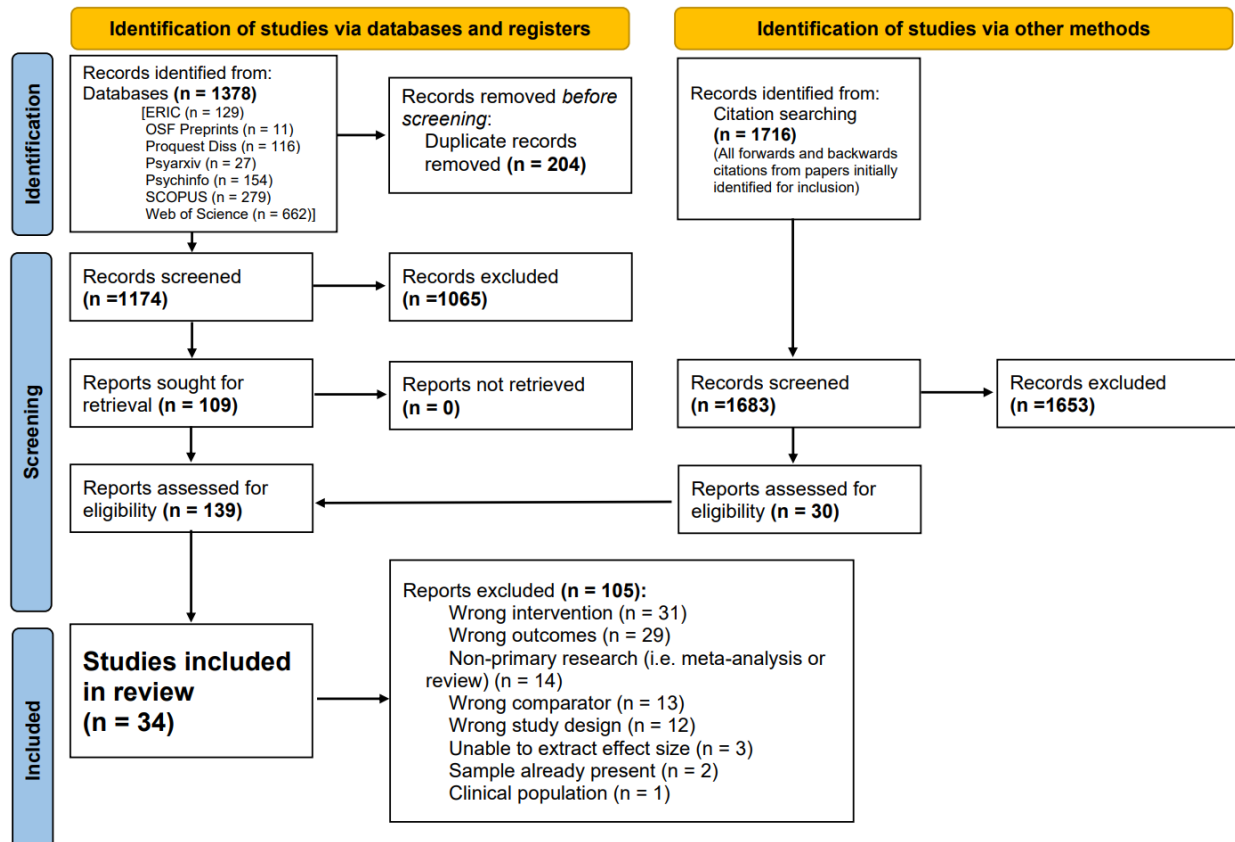 Identification of studies via databases and registers
Identification of studies via other methods
Identification
Records identified from:
Databases (n = 1378)
[ERIC (n = 129)
OSF Preprints (n = 11)
Proquest Diss (n = 116)
Psyarxiv (n = 27)
Psychinfo (n = 154)
SCOPUS (n = 279)
Web of Science (n = 662)]
Records removed before
screening:
Duplicate records
removed (n = 204)
Records identified from:
Citation searching
(n = 1716)
(All forwards and backwards
citations from papers initially
identified for inclusion)
Screening
Records screened
(n =1174)
Records excluded
(n =1065)
Reports sought for
retrieval (n = 109)
Reports not retrieved
(n = 0)
Records screened
(n =1683)
Records excluded
(n =1653)
Reports assessed for
eligibility (n = 139)
Reports assessed for
eligibility (n = 30)
Included
Studies included
in review
(n = 34)
Reports excluded (n = 105):
Wrong intervention (n = 31)
Wrong outcomes (n = 29)
Non-primary research (i.e. meta-analysis or
review) (n = 14)
Wrong comparator (n = 13)
Wrong study design (n = 12)
Unable to extract effect size (n = 3)
Sample already present (n = 2)
Clinical population (n = 1)